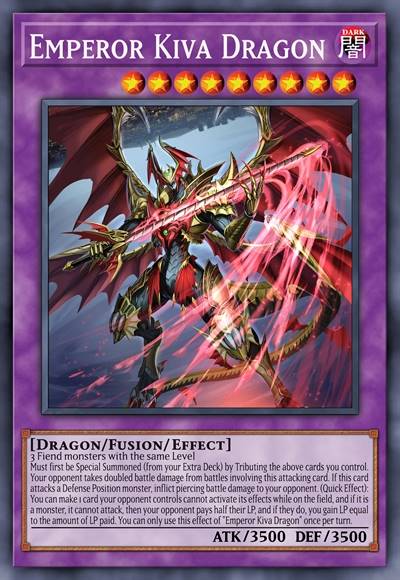 EMPEROR KIVA DRAGON
DARK
闇
[DRAGON/FUSION/EFFECT]
3 Fiend monsters with the same Level
Must first be Special Summoned (from your Extra Deck) by Tributing the above cards you control.
Your opponent takes doubled battle damage from battles involving this attacking card. If this card
attacks a Defense Position monster, inflict piercing battle damage to your opponent. (Quick Effect):
You can make 1 card your opponent controls cannot activate its effects while on the field, and if it is
a monster, it cannot attack, then your opponent pays half their LP, and if they do, you gain LP equal
to the amount of LP paid. You can only use this effect of "Emperor Kiva Dragon" once per turn.
ATK/3500 DEF/3500